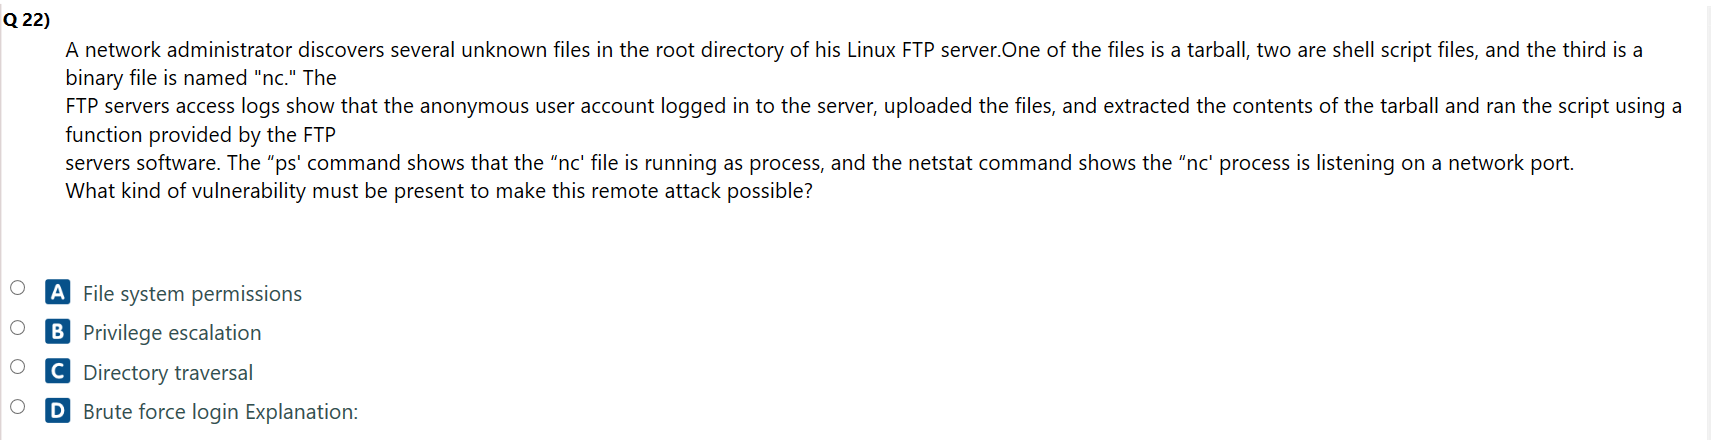 Q 22)
A network administrator discovers several unknown files in the root directory of his Linux FTP server.One of the files is a tarball, two are shell script files, and the third is a
binary file is named "nc." The
FTP servers access logs show that the anonymous user account logged in to the server, uploaded the files, and extracted the contents of the tarball and ran the script using a
function provided by the FTP
servers software. The “ps' command shows that the “nc' file is running as process, and the netstat command shows the “nc' process is listening on a network port.
What kind of vulnerability must be present to make this remote attack possible?
A File system permissions
B Privilege escalation
C Directory traversal
D Brute force login Explanation: